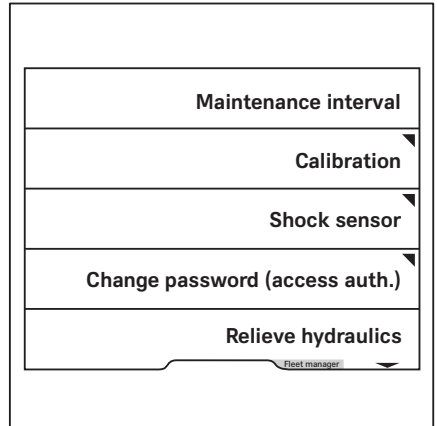 Maintenance interval
Calibration
Shock sensor
Change password (access auth.)
Relieve hydraulics
Fleet manager